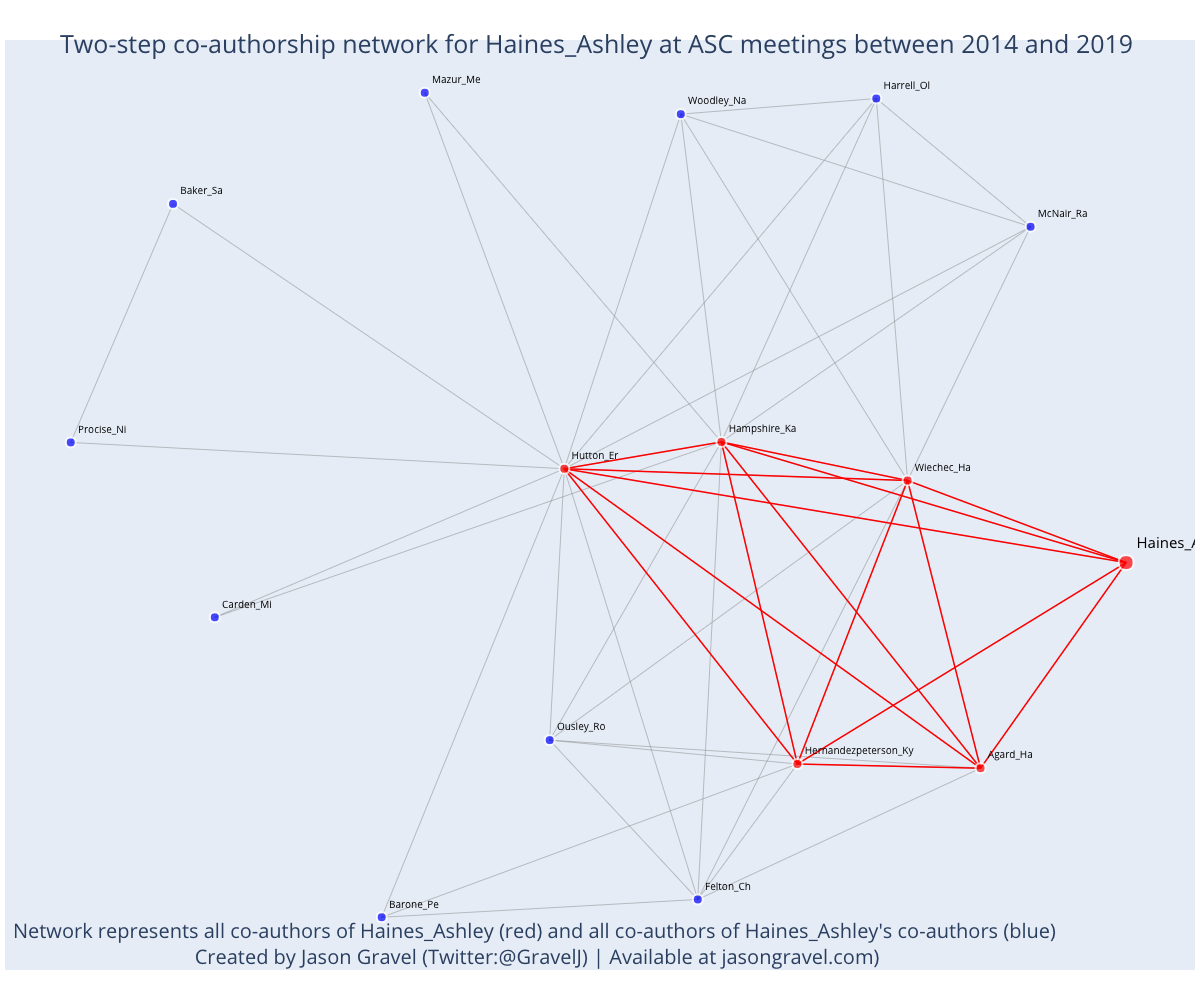 Two-step co-authorship network for Haines_Ashley at ASC meetings between 2014 and 2019
Mazur_Me
Harrell_Ol
Woodley_Na
Baker_Sa
McNair_Ra
Hampshire_Ka
Procise_Ni
Hutton_Er
Wiechec_Ha
Haines_A
Carden_Mi
Ousley_Ro
Hernandezpeterson_Ky
Agard_Ha
Felton_Ch
Barone_Pe
Network represents all co-authors of Haines_Ashley (red) and all co-authors of Haines_Ashley's co-authors (blue)
Created by Jason Gravel (Twitter:@GravelJ) | Available at jasongravel.com)